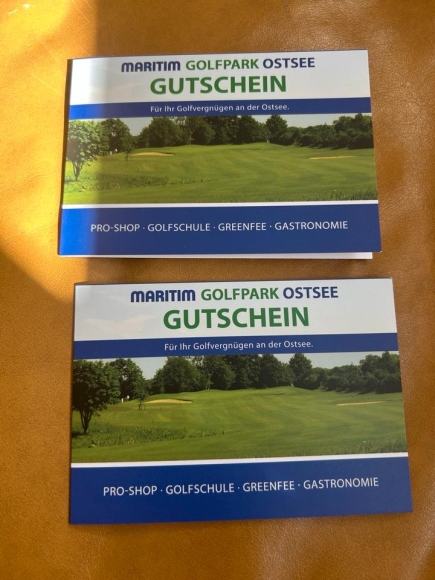 MARITIM GOLFPARK OSTSEE
GUTSCHEIN
Für Ihr Golfvergnügen an der Ostsee.
PRO-SHOP · GOLFSCHULE · GREENFEE · GASTRONOMIE
MARITIM GOLFPARK OSTSEE
GUTSCHEIN
Für Ihr Golfvergnügen an der Ostsee.
PRO-SHOP · GOLFSCHULE · GREENFEE · GASTRONOMIE